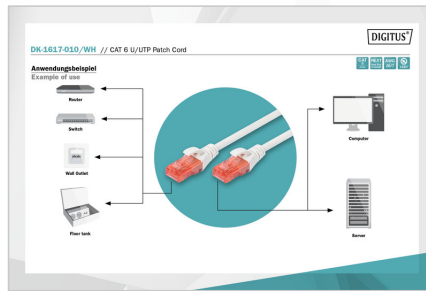 DIGITUS®
DK-1617-010/WH // CAT 6 U/UTP Patch Cord
Anwendungsbeispiel
Example of use
Router
Switch
Wall Outlet
Floor tank
Computer
Server